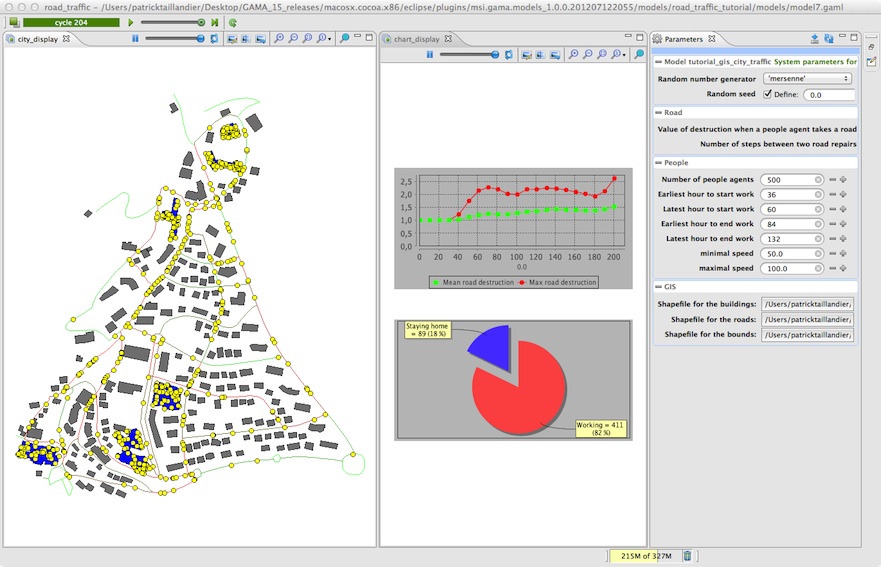 road_traffic – /Users/patricktaillandier/Desktop/GAMA_15_releases/macosx.cocoa.x86/eclipse/plugins/msi.gama.models_1.0.0.201207122055/models/road_traffic_tutorial/models/model7.gaml
cycle 204
city_display
chart_display
Parameters
Model tutorial_gis_city_traffic System parameters for
Random number generator 'mersenne'
Random seed Define: 0.0
Road
Value of destruction when a people agent takes a road
Number of steps between two road repairs
People
Number of people agents 500
Earliest hour to start work 36
Latest hour to start work 60
Earliest hour to end work 84
Latest hour to end work 132
minimal speed 50.0
maximal speed 100.0
GIS
Shapefile for the buildings: /Users/patricktaillandier/
Shapefile for the roads: /Users/patricktaillandier/
Shapefile for the bounds: /Users/patricktaillandier/
2,5
2,0
1,5
1,0
0,5
0,0
0 20 40 60 80 100 120 140 160 180 200
0.0
Mean road destruction Max road destruction
Staying home
= 89 (18 %)
Working = 411
(82 %)
215M of 327M